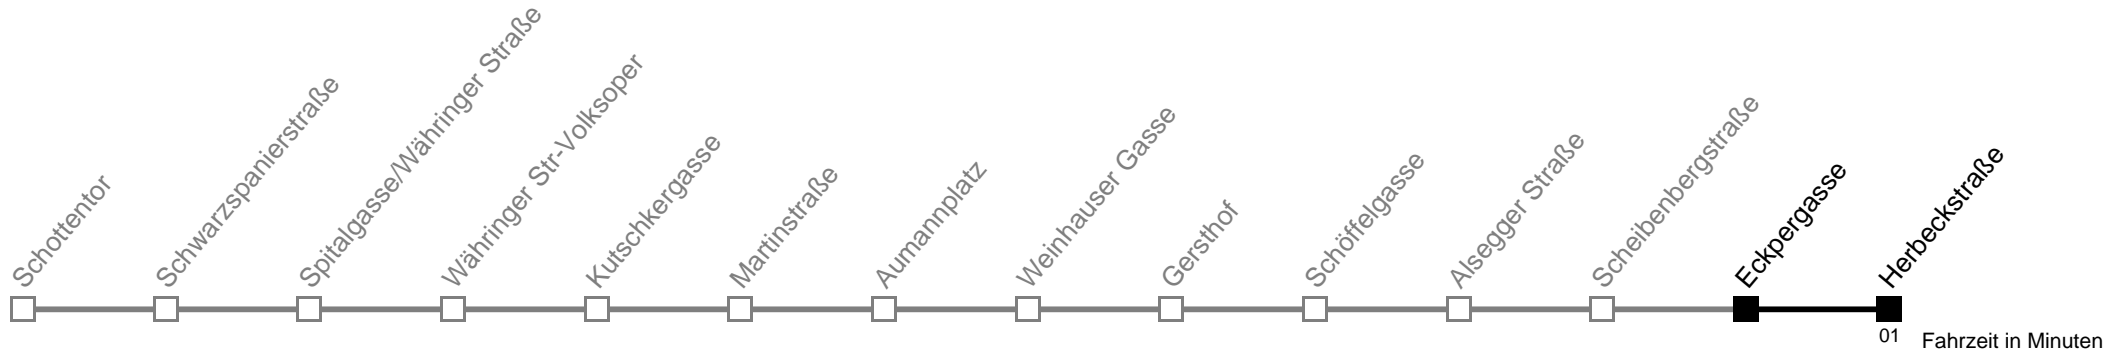 Schottentor
Schwarzspanierstraße
Spitalgasse/Währinger Straße
Währinger Str-Volksoper
Kutschkergasse
Martinstraße
Aumannplatz
Weinhauser Gasse
Gersthof
Schöffelgasse
Alsegger Straße
Scheibenbergstraße
Eckpergasse
Herbeckstraße
01 Fahrzeit in Minuten